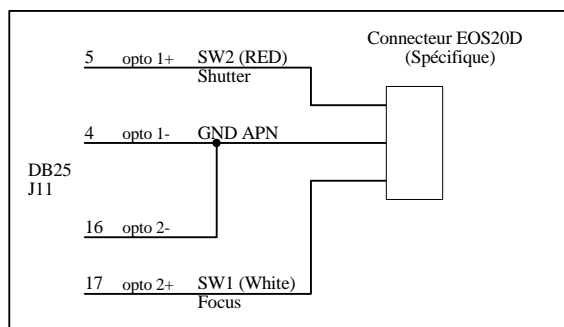 Connecteur EOS20D
(Spécifique)
5 opto 1+ SW2 (RED)
Shutter
4 opto 1- GND APN
DB25
J11
16 opto 2-
17 opto 2+ SW1 (White)
Focus